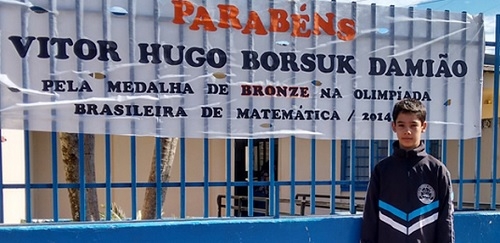 PARABÉNS
VITOR HUGO BORSUK DAMIÃO
PELA MEDALHA DE BRONZE NA OLIMPÍADA
BRASILEIRA DE MATEMÁTICA / 2014